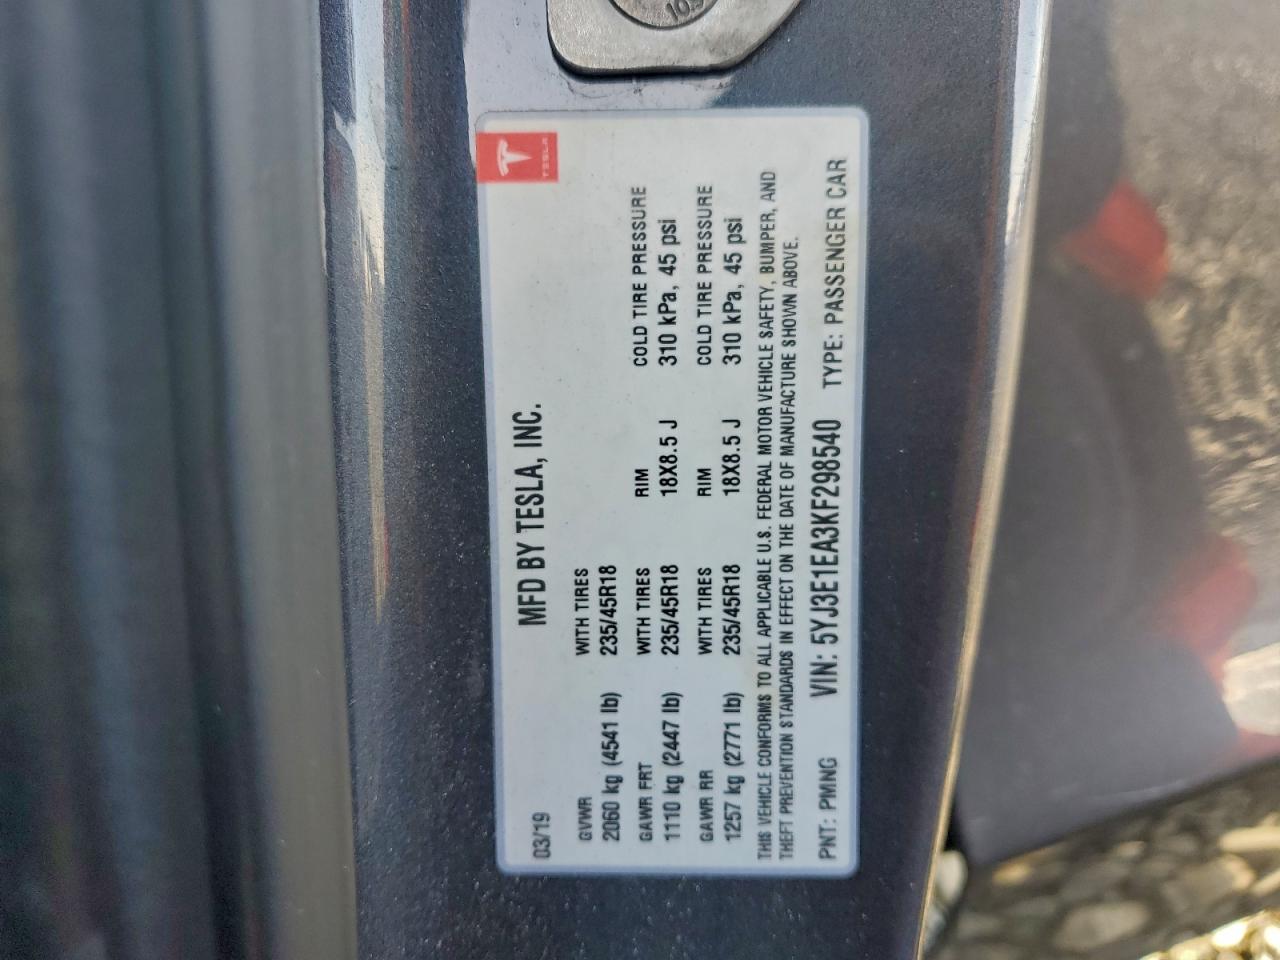 TESLA
MFD BY TESLA, INC.
03/19
GVWR WITH TIRES
2060 kg (4541 lb) 235/45R18
GAWR FRT WITH TIRES RIM COLD TIRE PRESSURE
1110 kg (2447 lb) 235/45R18 18X8.5 J 310 kPa, 45 psi
GAWR RR WITH TIRES RIM COLD TIRE PRESSURE
1257 kg (2771 lb) 235/45R18 18X8.5 J 310 kPa, 45 psi
THIS VEHICLE CONFORMS TO ALL APPLICABLE U.S. FEDERAL MOTOR VEHICLE SAFETY, BUMPER, AND
THEFT PREVENTION STANDARDS IN EFFECT ON THE DATE OF MANUFACTURE SHOWN ABOVE.
PNT: PMNG VIN: 5YJ3E1EA3KF298540 TYPE: PASSENGER CAR